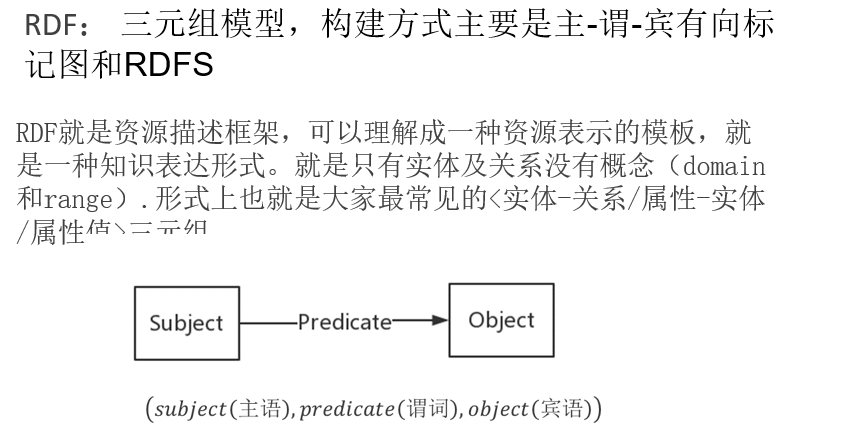 RDF： 三元组模型，构建方式主要是主-谓-宾有向标
记图和RDFS
RDF就是资源描述框架，可以理解成一种资源表示的模板，就
是一种知识表达形式。就是只有实体及关系没有概念（domain
和range）.形式上也就是大家最常见的<实体-关系/属性-实体
/属性值>三元组
Subject
Predicate
Object
(subject(主语),predicate(谓词),object(宾语))